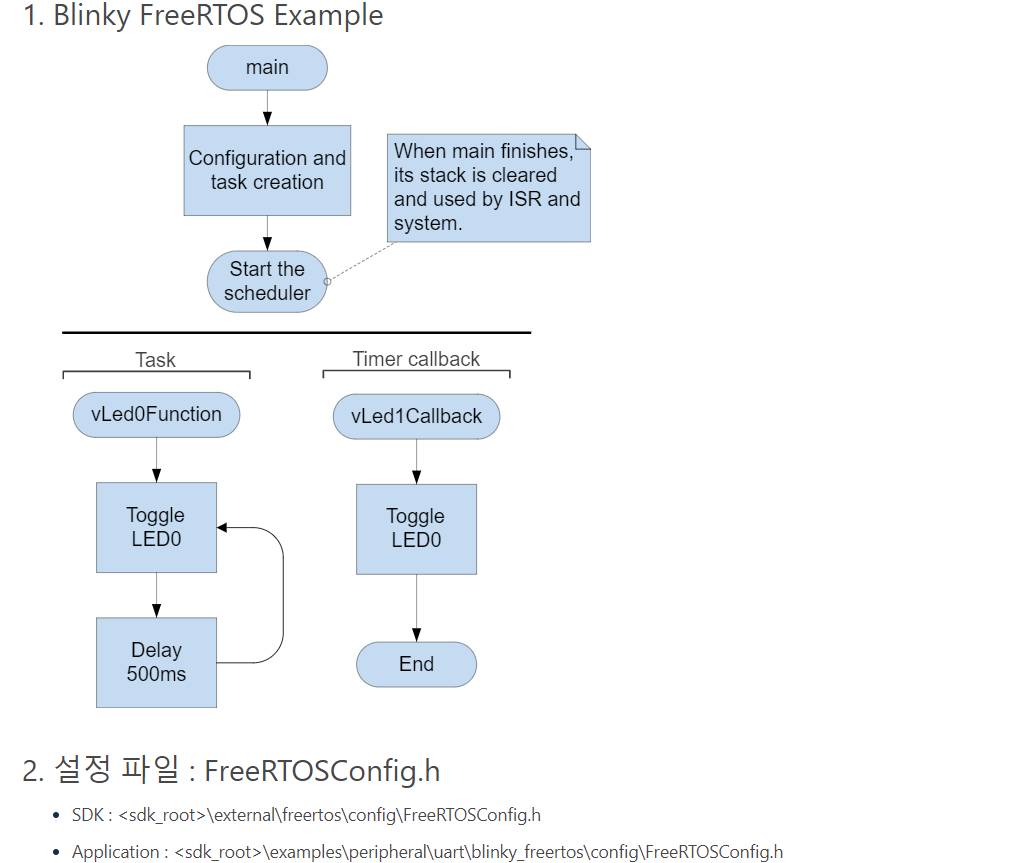 1. Blinky FreeRTOS Example
main
Configuration and
task creation
When main finishes,
its stack is cleared
and used by ISR and
system.
Start the
scheduler
Task
Timer callback
vLed0Function
vLed1Callback
Toggle
LED0
Toggle
LED0
Delay
500ms
End
2. 설정 파일 : FreeRTOSConfig.h
• SDK : <sdk_root>\external\freertos\config\FreeRTOSConfig.h
• Application : <sdk_root>\examples\peripheral\uart\blinky_freertos\config\FreeRTOSConfig.h